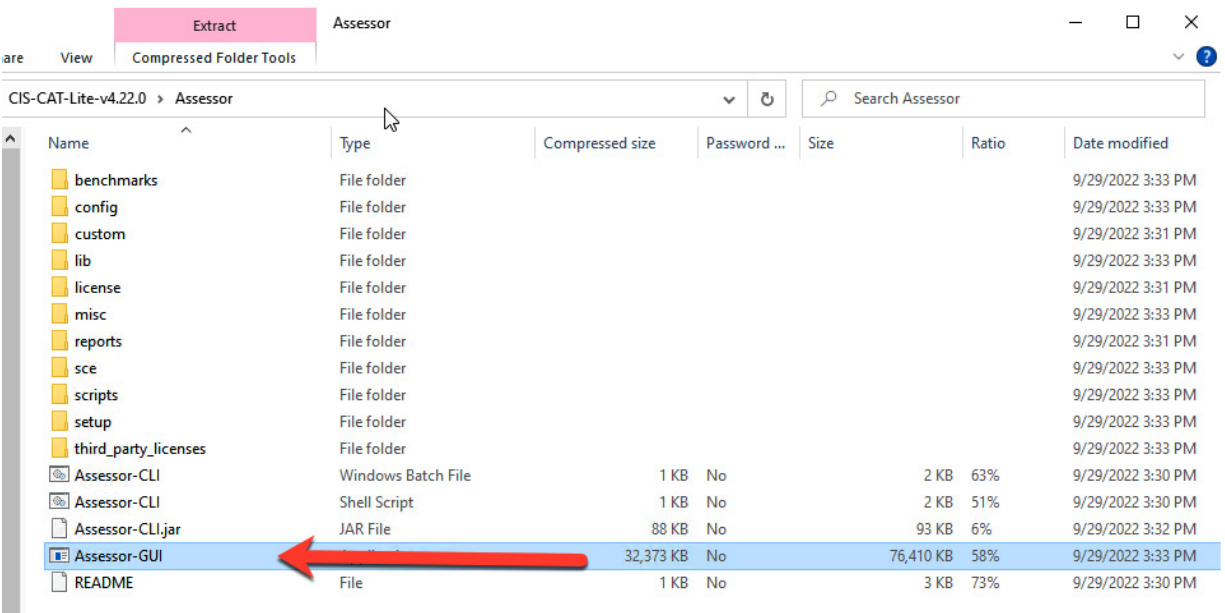 Extract Assessor
are View Compressed Folder Tools ?
CIS-CAT-Lite-v4.22.0 > Assessor Search Assessor
Name Type Compressed size Password ... Size Ratio Date modified
benchmarks File folder 9/29/2022 3:33 PM
config File folder 9/29/2022 3:33 PM
custom File folder 9/29/2022 3:31 PM
lib File folder 9/29/2022 3:33 PM
license File folder 9/29/2022 3:31 PM
misc File folder 9/29/2022 3:33 PM
reports File folder 9/29/2022 3:31 PM
sce File folder 9/29/2022 3:33 PM
scripts File folder 9/29/2022 3:33 PM
setup File folder 9/29/2022 3:33 PM
third_party_licenses File folder 9/29/2022 3:33 PM
Assessor-CLI Windows Batch File 1 KB No 2 KB 63% 9/29/2022 3:30 PM
Assessor-CLI Shell Script 1 KB No 2 KB 51% 9/29/2022 3:30 PM
Assessor-CLI.jar JAR File 88 KB No 93 KB 6% 9/29/2022 3:32 PM
Assessor-GUI 32,373 KB No 76,410 KB 58% 9/29/2022 3:33 PM
README File 1 KB No 3 KB 73% 9/29/2022 3:30 PM